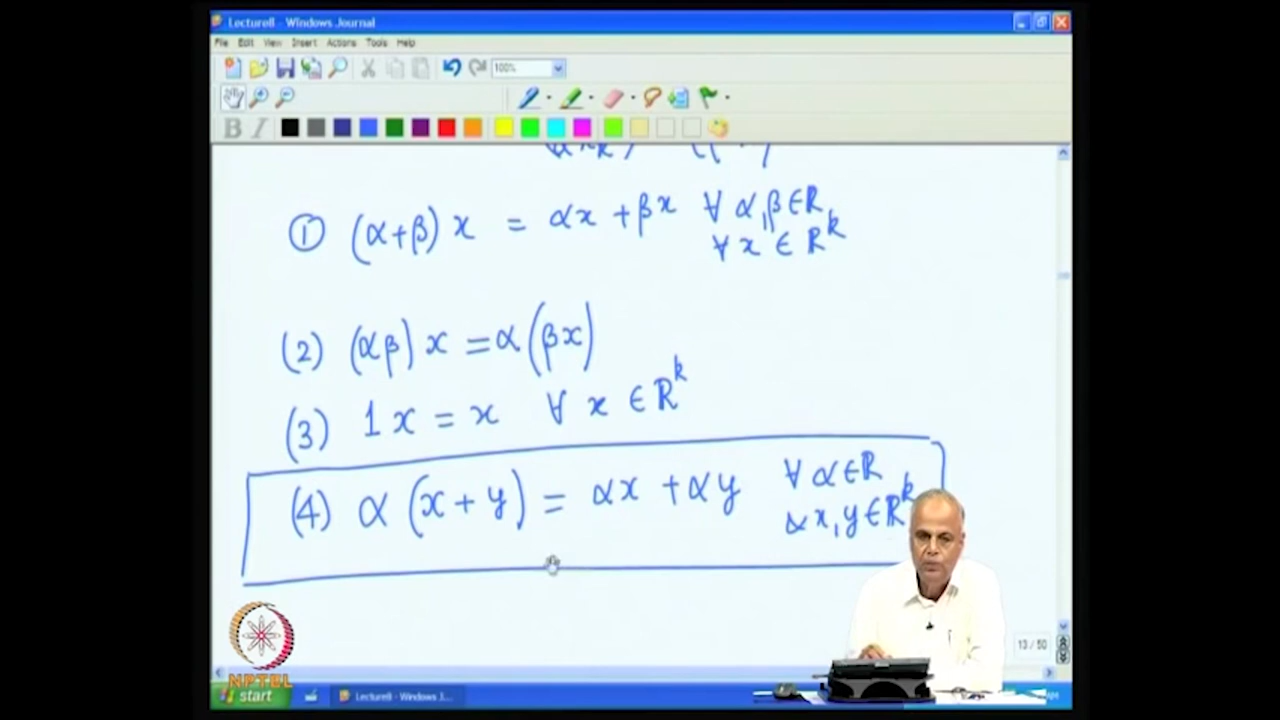 Lecture11 - Windows Journal
File Edit View Insert Actions Tools Help
100%
B I
① (α+β) x = αx + βx ∀ α,β ∈ R
∀ x ∈ R^k
(2) (αβ) x = α (βx)
(3) 1x = x ∀ x ∈ R^k
(4) α (x + y) = αx + αy ∀ α ∈ R
& x, y ∈ R^k
13 / 50
NPTEL
start Lecture11 - Windows J...